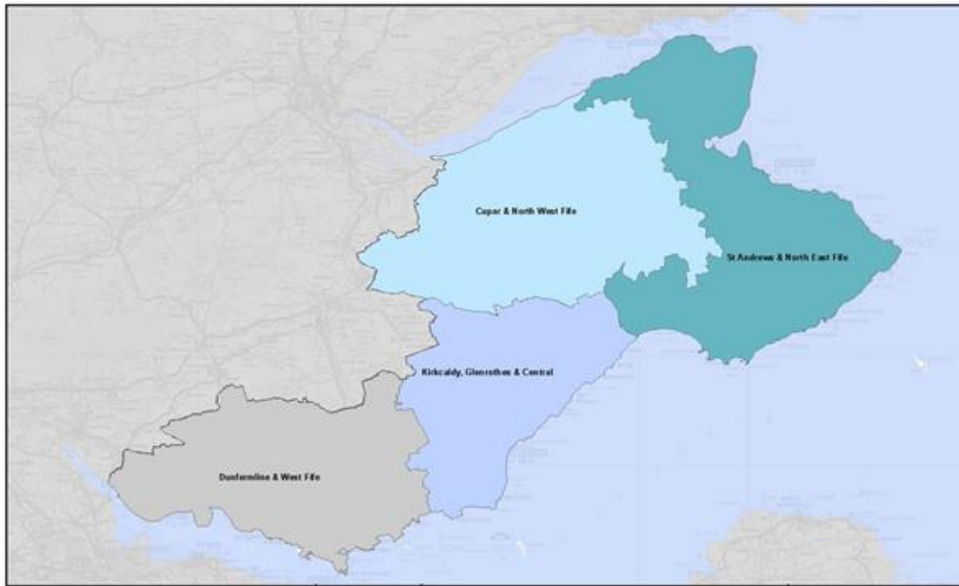 Cupar & North West Fife
St Andrews & North East Fife
Kirkcaldy, Glenrothes & Central
Dunfermline & West Fife